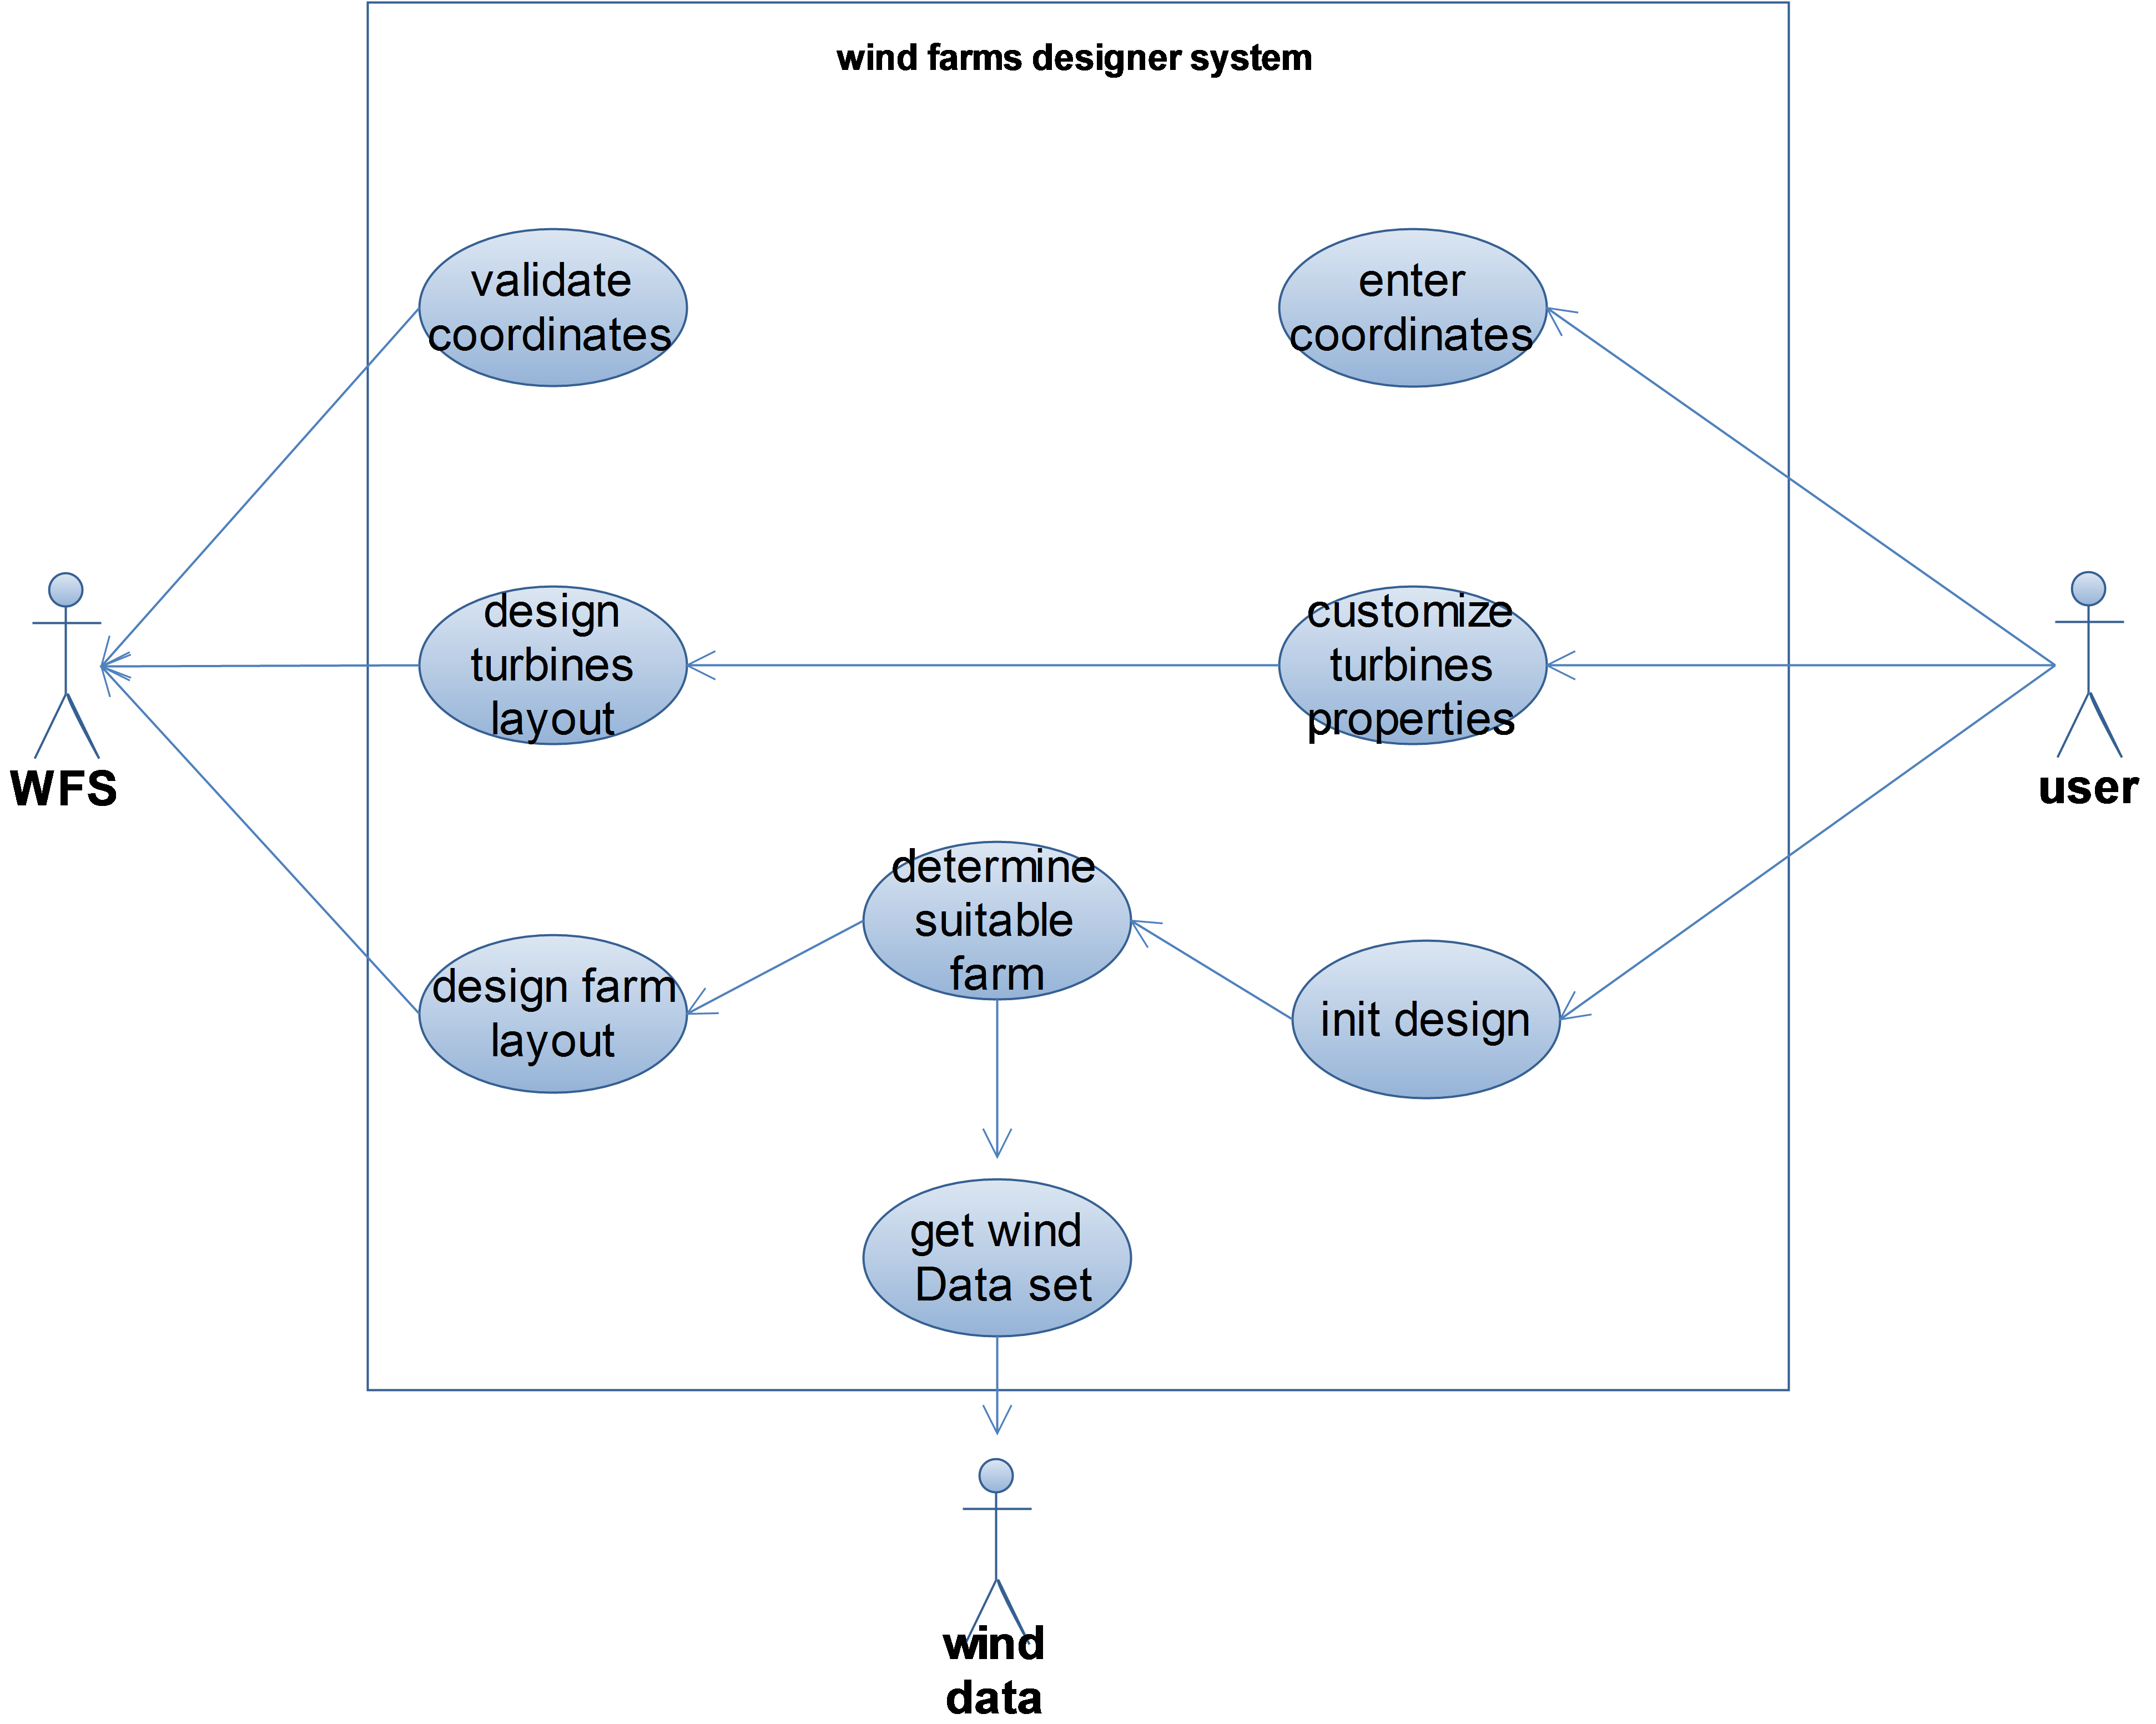 wind farms designer system
validate
coordinates
enter
coordinates
design
turbines
layout
customize
turbines
properties
WFS
user
determine
suitable
farm
design farm
layout
init design
get wind
Data set
wind
data